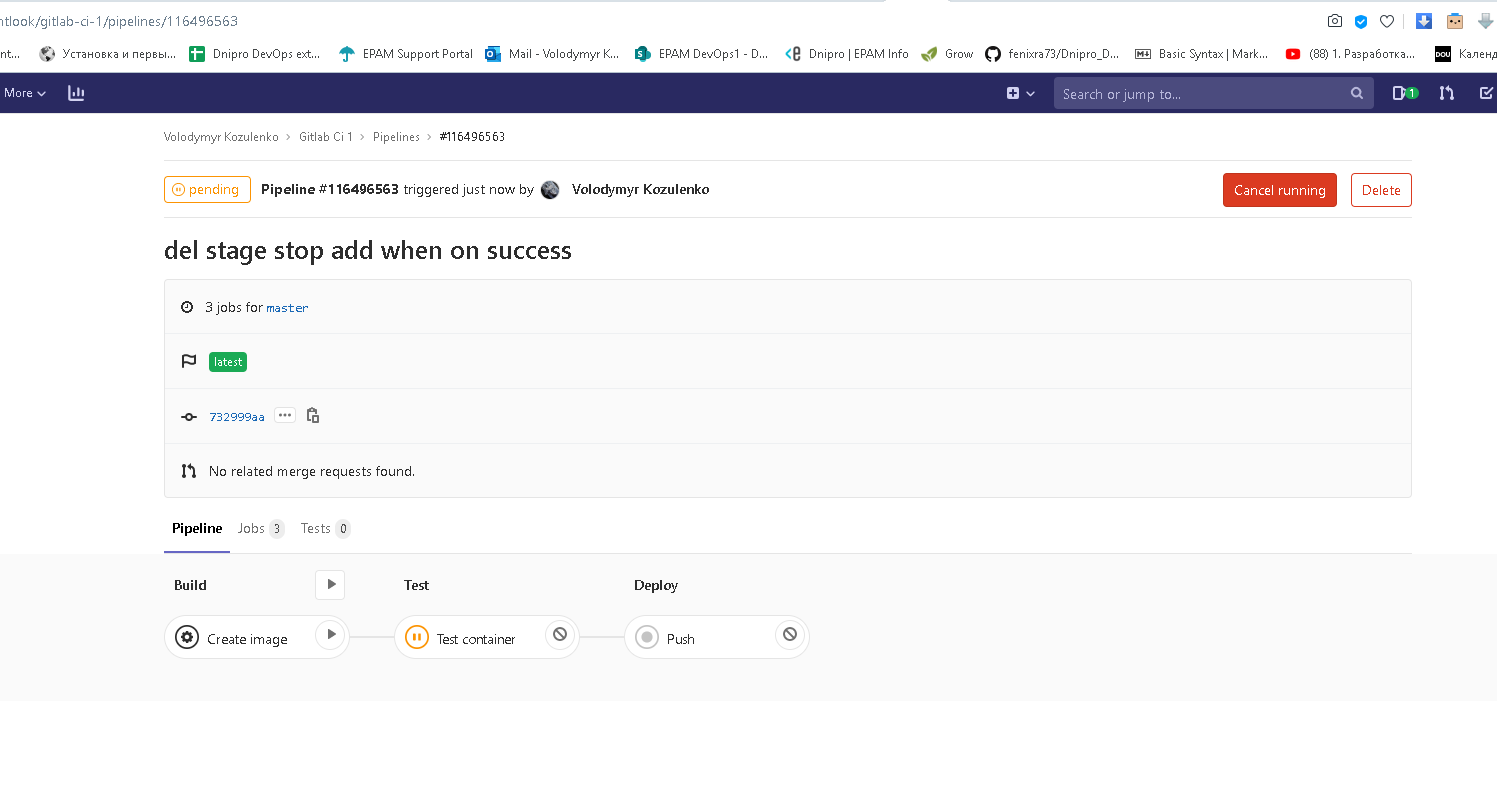 ntlook/gitlab-ci-1/pipelines/116496563
nt... Установка и первы... Dnipro DevOps ext... EPAM Support Portal Mail - Volodymyr K... EPAM DevOps1 - D... Dnipro | EPAM Info Grow fenixra73/Dnipro_D... Basic Syntax | Mark... (88) 1. Разработка... DOU Календ
More Search or jump to... 1
Volodymyr Kozulenko > Gitlab Ci 1 > Pipelines > #116496563
pending Pipeline #116496563 triggered just now by Volodymyr Kozulenko Cancel running Delete
del stage stop add when on success
3 jobs for master
latest
732999aa ...
No related merge requests found.
Pipeline Jobs 3 Tests 0
Build Test Deploy
Create image Test container Push